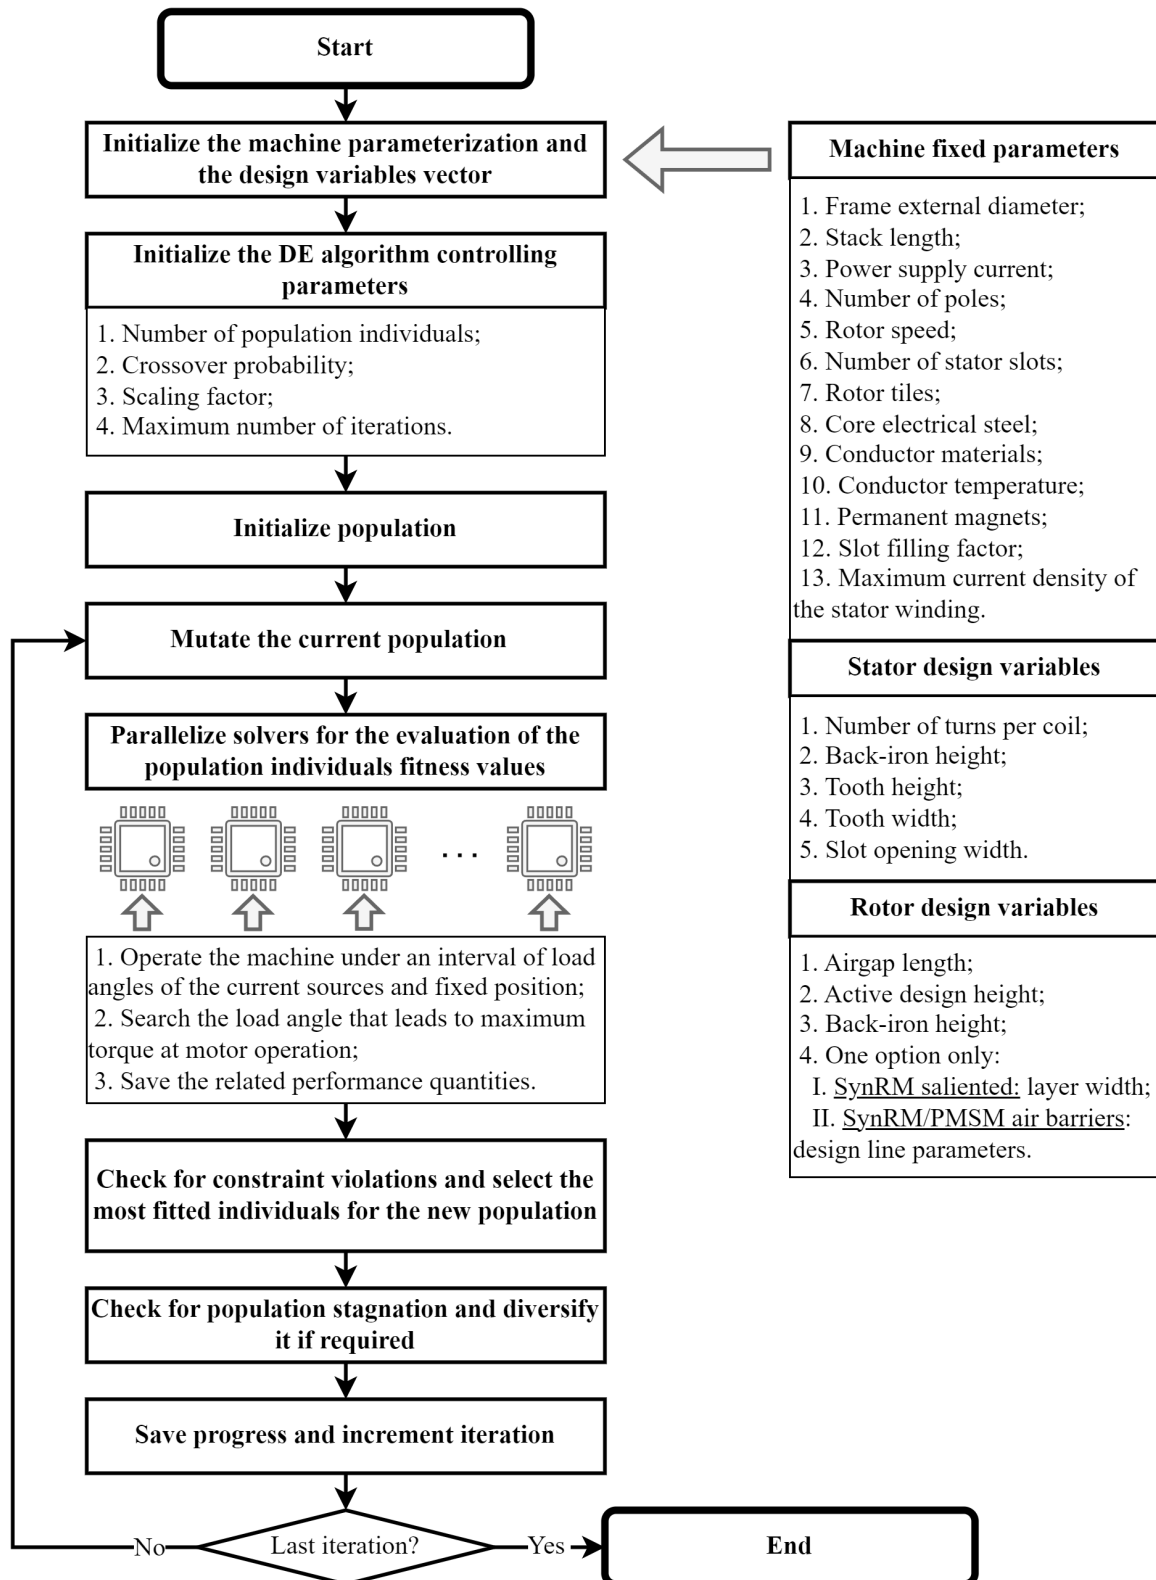 Start
Initialize the machine parameterization and
the design variables vector
Initialize the DE algorithm controlling
parameters
1. Number of population individuals;
2. Crossover probability;
3. Scaling factor;
4. Maximum number of iterations.
Initialize population
Mutate the current population
Parallelize solvers for the evaluation of the
population individuals fitness values
. . .
1. Operate the machine under an interval of load
angles of the current sources and fixed position;
2. Search the load angle that leads to maximum
torque at motor operation;
3. Save the related performance quantities.
Check for constraint violations and select the
most fitted individuals for the new population
Check for population stagnation and diversify
it if required
Save progress and increment iteration
Last iteration?
No
Yes
End
Machine fixed parameters
1. Frame external diameter;
2. Stack length;
3. Power supply current;
4. Number of poles;
5. Rotor speed;
6. Number of stator slots;
7. Rotor tiles;
8. Core electrical steel;
9. Conductor materials;
10. Conductor temperature;
11. Permanent magnets;
12. Slot filling factor;
13. Maximum current density of
the stator winding.
Stator design variables
1. Number of turns per coil;
2. Back-iron height;
3. Tooth height;
4. Tooth width;
5. Slot opening width.
Rotor design variables
1. Airgap length;
2. Active design height;
3. Back-iron height;
4. One option only:
I. SynRM saliented: layer width;
II. SynRM/PMSM air barriers:
design line parameters.